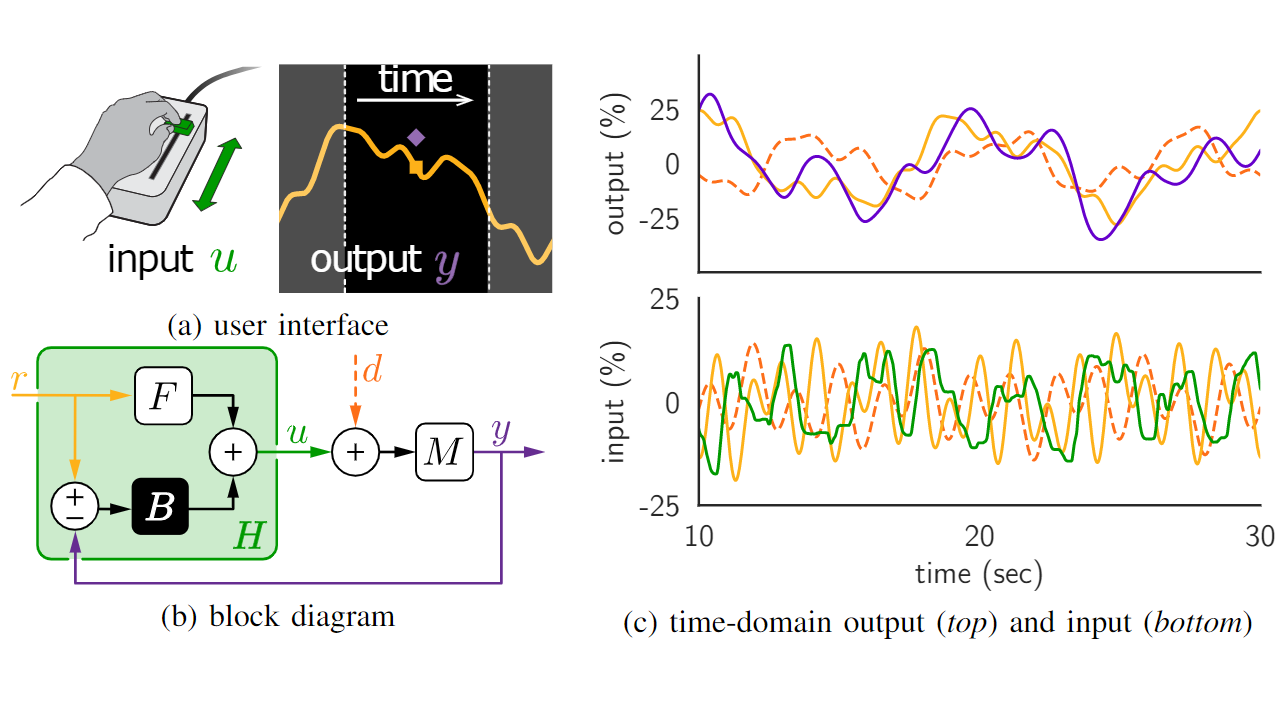 time
output y
input u
(a) user interface
r
F
d
+
u
+
M
y
+
−
B
H
(b) block diagram
output (%)
25
0
-25
input (%)
25
0
-25
10
20
30
time (sec)
(c) time-domain output (top) and input (bottom)